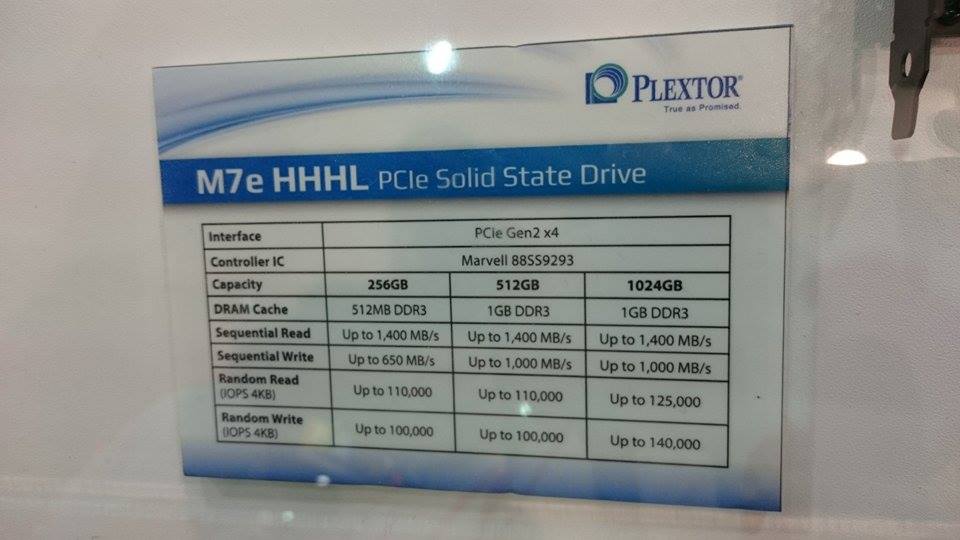 PLEXTOR®
True as Promised.
M7e HHHL PCIe Solid State Drive
Interface PCIe Gen2 x4
Controller IC Marvell 88SS9293
Capacity 256GB 512GB 1024GB
DRAM Cache 512MB DDR3 1GB DDR3 1GB DDR3
Sequential Read Up to 1,400 MB/s Up to 1,400 MB/s Up to 1,400 MB/s
Sequential Write Up to 650 MB/s Up to 1,000 MB/s Up to 1,000 MB/s
Random Read
(IOPS 4KB) Up to 110,000 Up to 110,000 Up to 125,000
Random Write
(IOPS 4KB) Up to 100,000 Up to 100,000 Up to 140,000